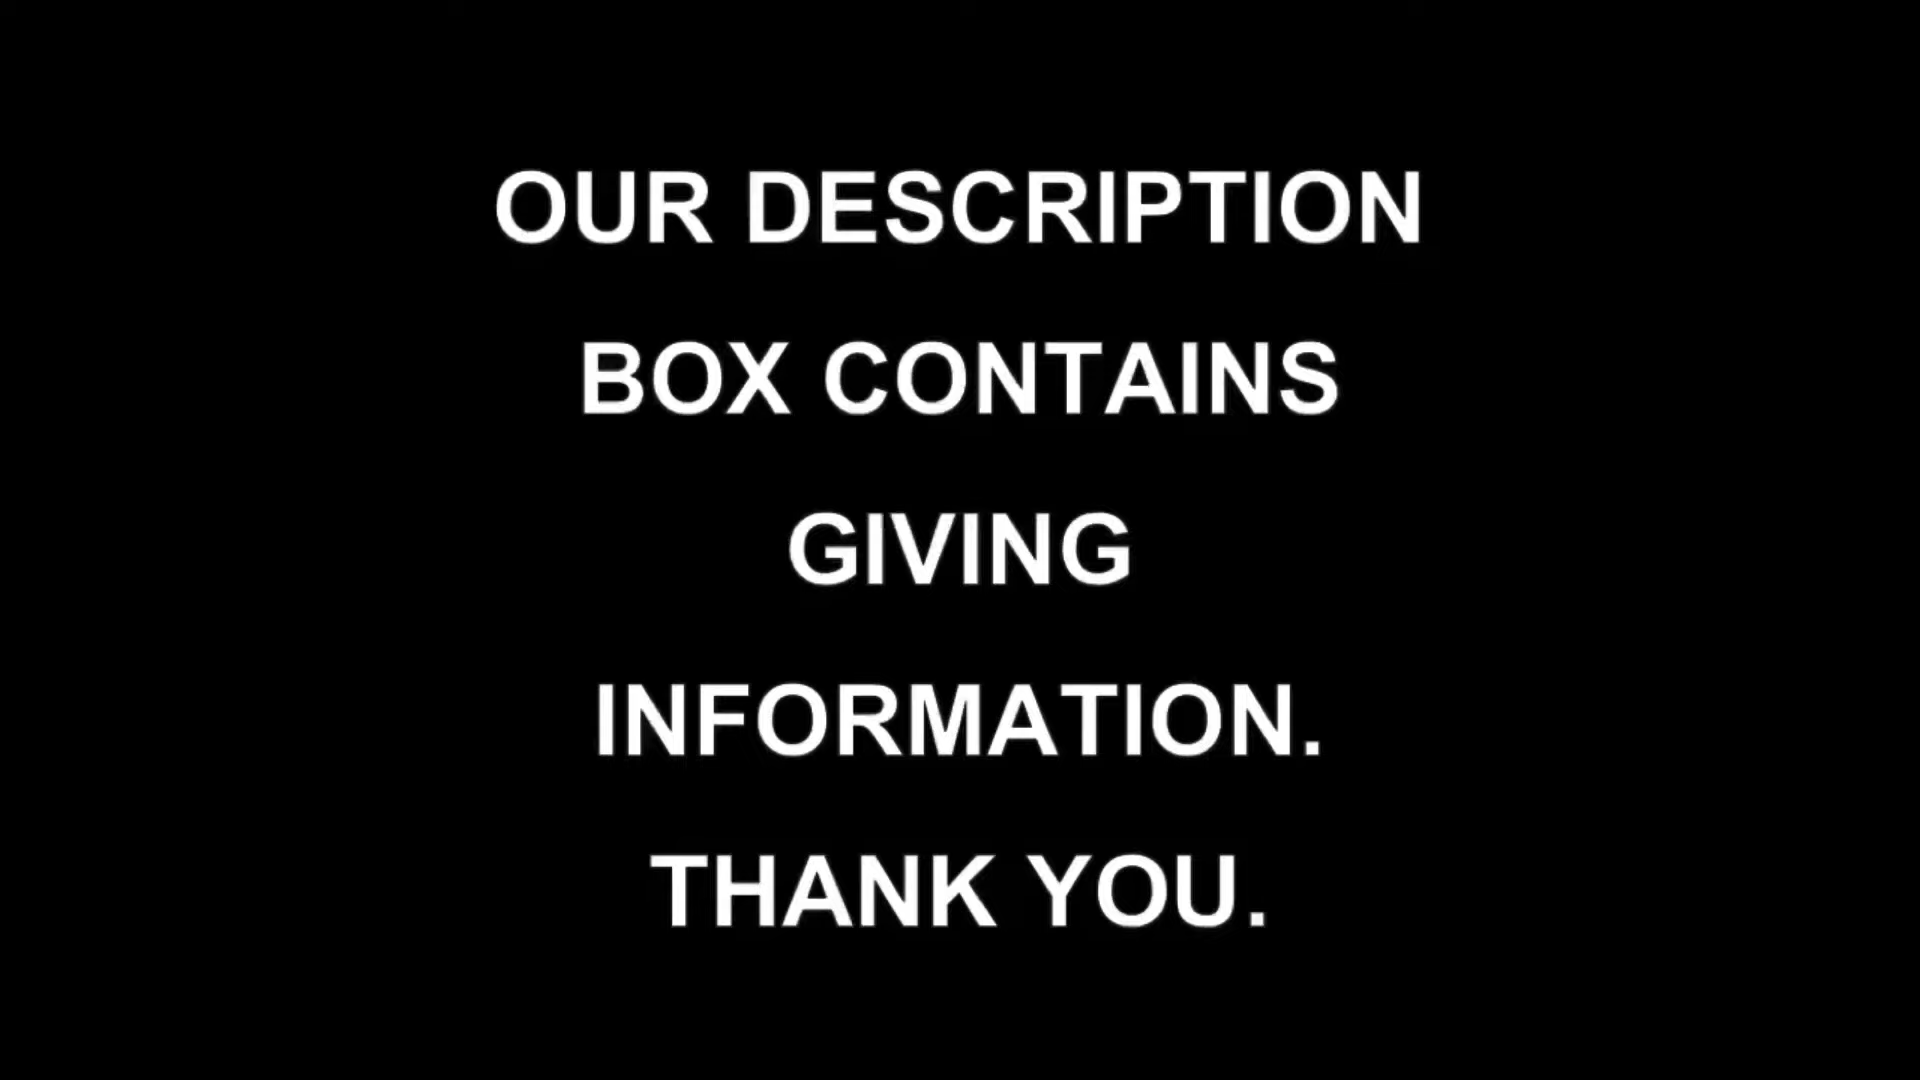 OUR DESCRIPTION
BOX CONTAINS
GIVING
INFORMATION.
THANK YOU.